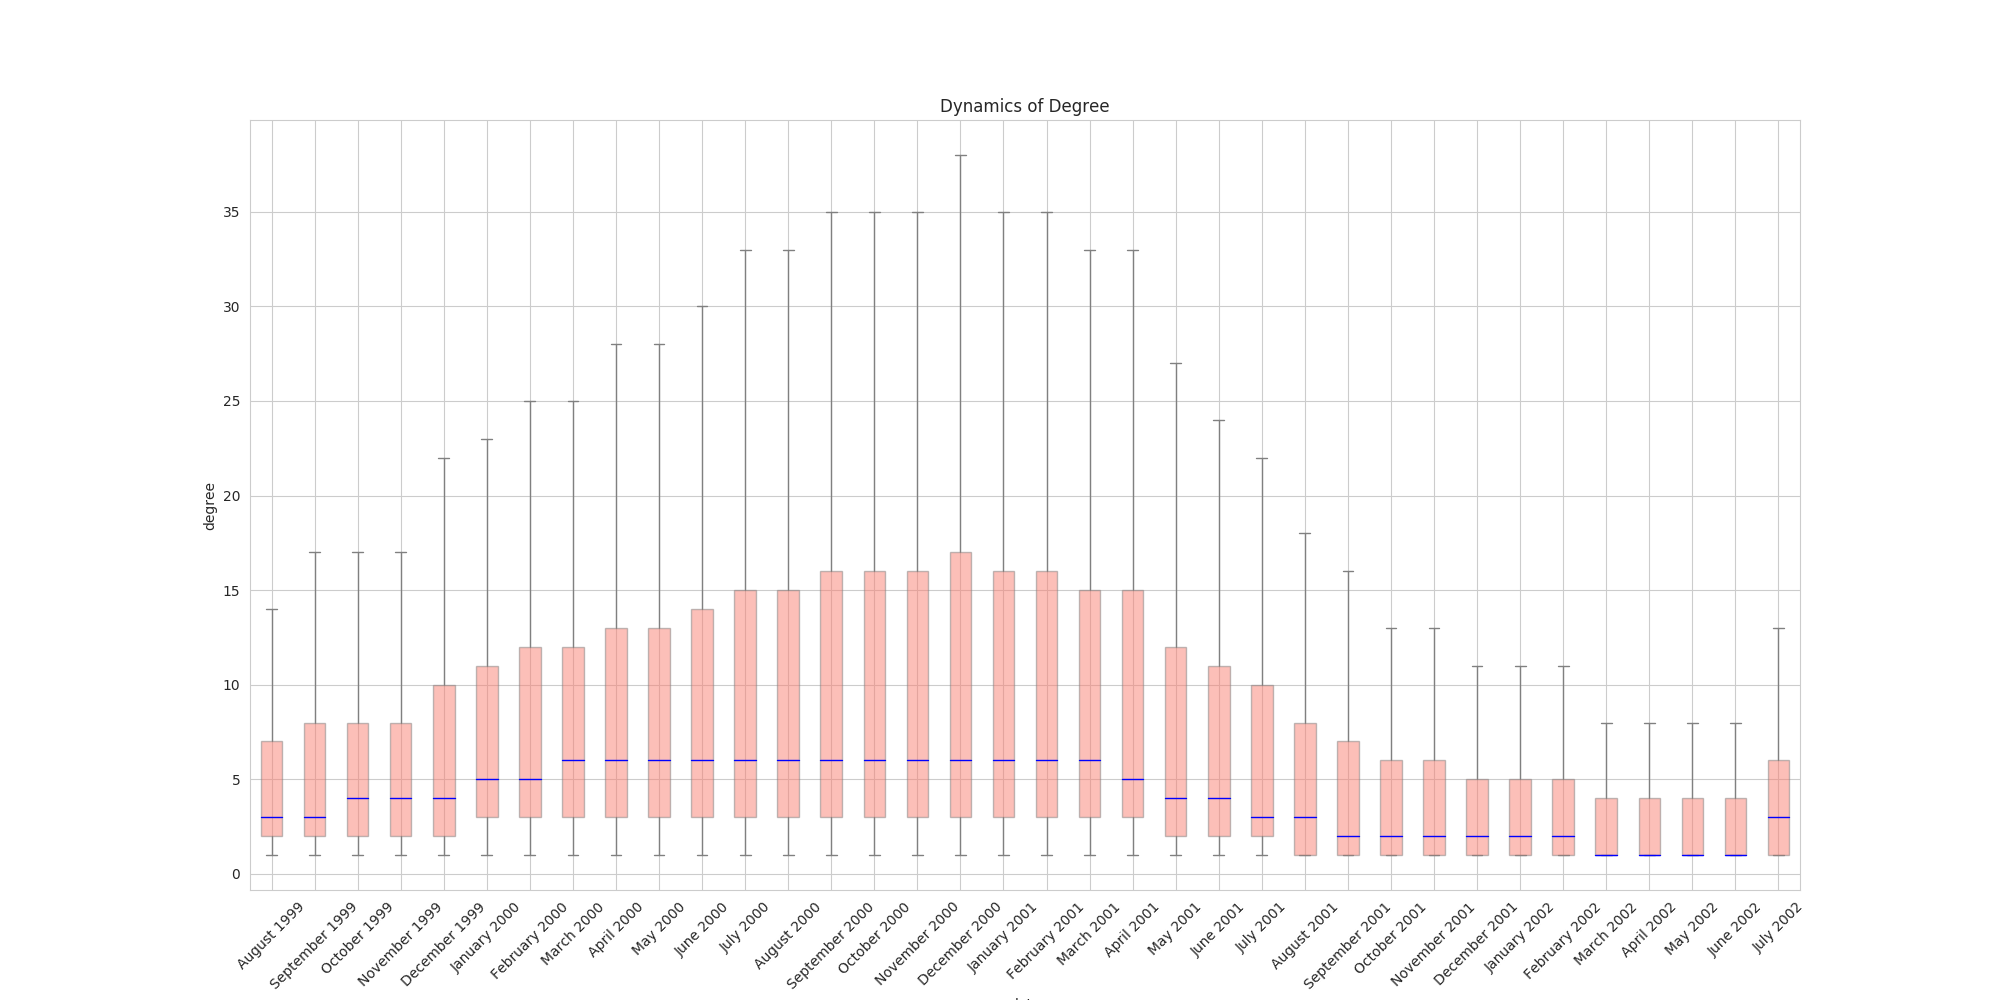 Dynamics of Degree
degree
35
30
25
20
15
10
5
0
August 1999
September 1999
October 1999
November 1999
December 1999
January 2000
February 2000
March 2000
April 2000
May 2000
June 2000
July 2000
August 2000
September 2000
October 2000
November 2000
December 2000
January 2001
February 2001
March 2001
April 2001
May 2001
June 2001
July 2001
August 2001
September 2001
October 2001
November 2001
December 2001
January 2002
February 2002
March 2002
April 2002
May 2002
June 2002
July 2002